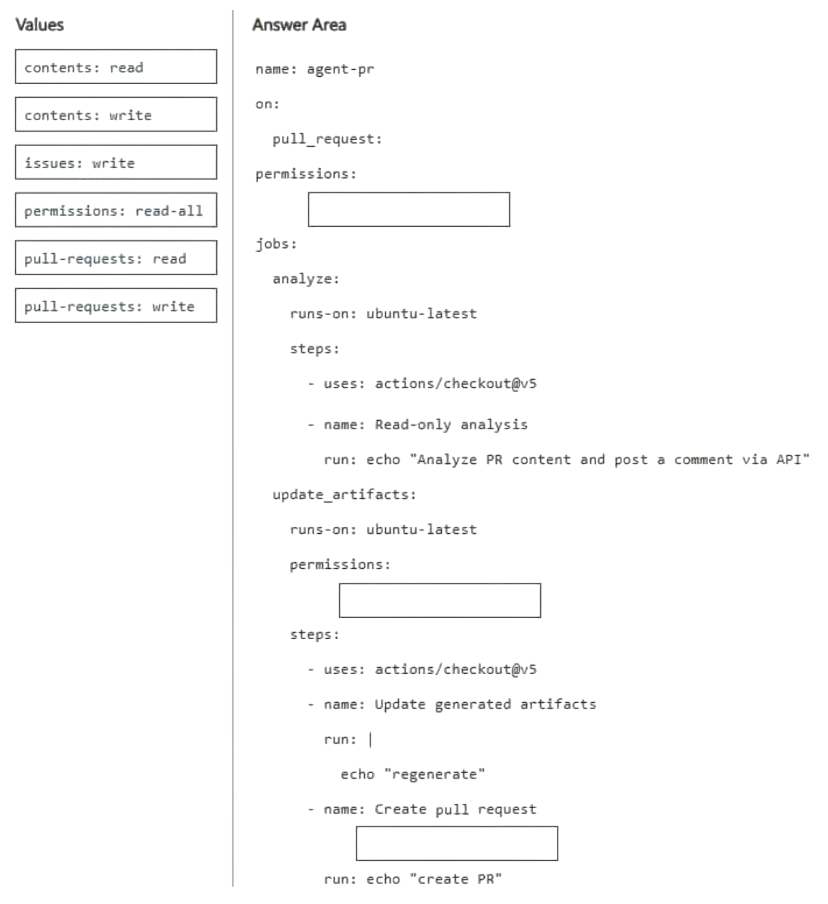 Values
contents: read
contents: write
issues: write
permissions: read-all
pull-requests: read
pull-requests: write
Answer Area
name: agent-pr
on:
pull_request:
permissions:
jobs:
analyze:
runs-on: ubuntu-latest
steps:
- uses: actions/checkout@v5
- name: Read-only analysis
run: echo "Analyze PR content and post a comment via API"
update_artifacts:
runs-on: ubuntu-latest
permissions:
steps:
- uses: actions/checkout@v5
- name: Update generated artifacts
run: |
echo "regenerate"
- name: Create pull request
run: echo "create PR"